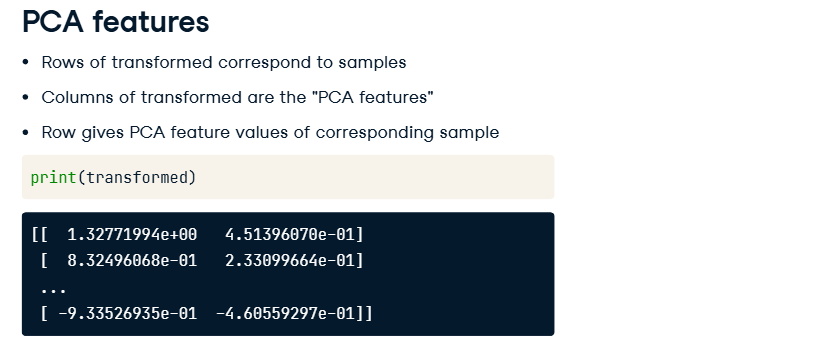 PCA features
• Rows of transformed correspond to samples
• Columns of transformed are the "PCA features"
• Row gives PCA feature values of corresponding sample
print(transformed)
[[  1.32771994e+00   4.51396070e-01]
 [  8.32496068e-01   2.33099664e-01]
 ...
 [ -9.33526935e-01  -4.60559297e-01]]